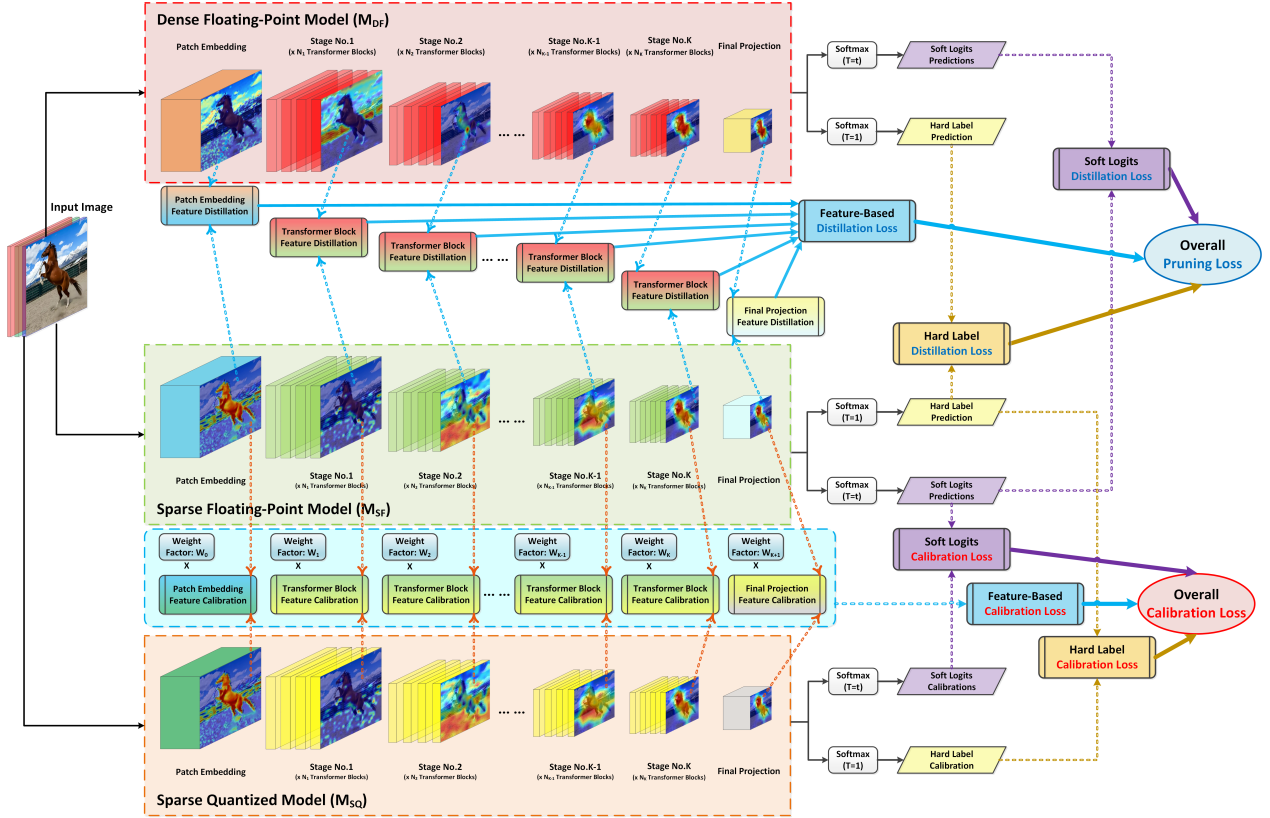 Dense Floating-Point Model (MDF)
Patch Embedding
Stage No.1
(x N1 Transformer Blocks)
Stage No.2
(x N2 Transformer Blocks)
... ...
Stage No.K-1
(x NK-1 Transformer Blocks)
Stage No.K
(x NK Transformer Blocks)
Final Projection
Softmax
(T=t)
Soft Logits
Predictions
Softmax
(T=1)
Hard Label
Prediction
Soft Logits
Distillation Loss
Input Image
Patch Embedding
Feature Distillation
Transformer Block
Feature Distillation
Transformer Block
Feature Distillation
... ...
Transformer Block
Feature Distillation
Transformer Block
Feature Distillation
Final Projection
Feature Distillation
Feature-Based
Distillation Loss
Overall
Pruning Loss
Hard Label
Distillation Loss
... ...
Patch Embedding
Stage No.1
(x N1 Transformer Blocks)
Stage No.2
(x N2 Transformer Blocks)
Stage No.K-1
(x NK-1 Transformer Blocks)
Stage No.K
(x NK Transformer Blocks)
Final Projection
Sparse Floating-Point Model (MSF)
Softmax
(T=1)
Hard Label
Prediction
Softmax
(T=t)
Soft Logits
Predictions
Weight
Factor: W0
X
Weight
Factor: W1
X
Weight
Factor: W2
X
Weight
Factor: WK-1
X
Weight
Factor: WK
X
Weight
Factor: WK+1
X
Patch Embedding
Feature Calibration
Transformer Block
Feature Calibration
Transformer Block
Feature Calibration
... ...
Transformer Block
Feature Calibration
Transformer Block
Feature Calibration
Final Projection
Feature Calibration
Soft Logits
Calibration Loss
Feature-Based
Calibration Loss
Overall
Calibration Loss
Hard Label
Calibration Loss
... ...
Patch Embedding
Stage No.1
(x N1 Transformer Blocks)
Stage No.2
(x N2 Transformer Blocks)
Stage No.K-1
(x NK-1 Transformer Blocks)
Stage No.K
(x NK Transformer Blocks)
Final Projection
Sparse Quantized Model (MSQ)
Softmax
(T=t)
Soft Logits
Calibrations
Softmax
(T=1)
Hard Label
Calibration